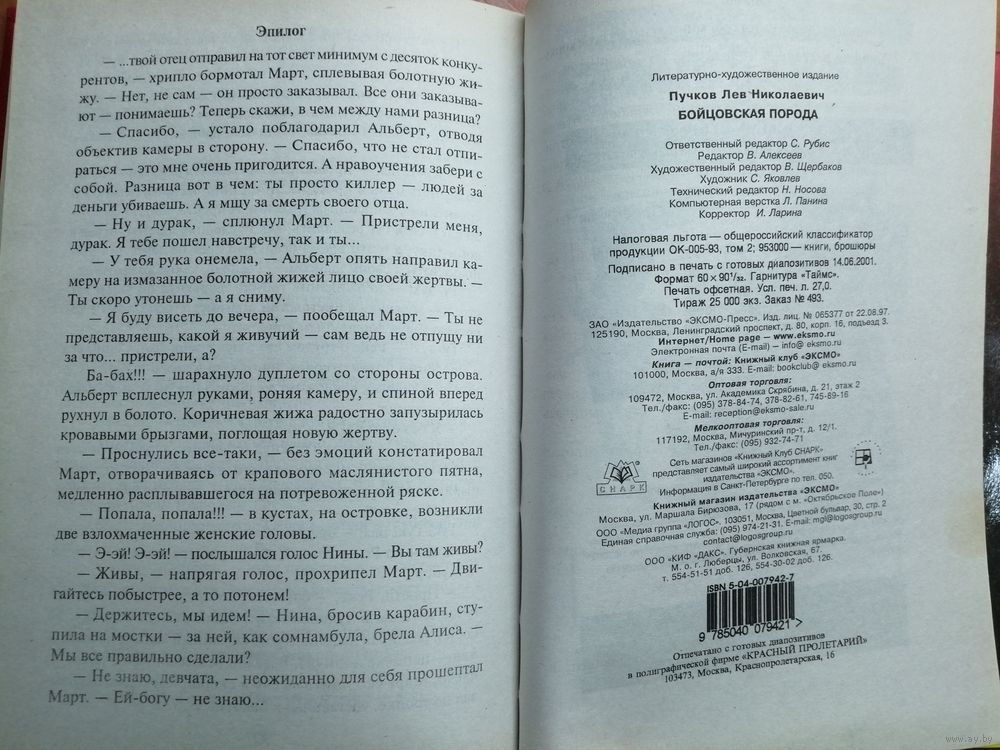 Эпилог
— ...твой отец отправил на тот свет минимум с десяток конку-
рентов, — хрипло бормотал Март, сплевывая болотную жи-
жу. — Нет, не сам — он просто заказывал. Все они заказыва-
ют — понимаешь? Теперь скажи, в чем между нами разница?
— Спасибо, — устало поблагодарил Альберт, отводя
объектив камеры в сторону. — Спасибо, что не стал отпи-
раться — это мне очень пригодится. А нравоучения забери с
собой. Разница вот в чем: ты просто киллер — людей за
деньги убиваешь. А я мщу за смерть своего отца.
— Ну и дурак, — сплюнул Март. — Пристрели меня,
дурак. Я тебе пошел навстречу, так и ты...
— У тебя рука онемела, — Альберт опять направил ка-
меру на измазанное болотной жижей лицо своей жертвы. —
Ты скоро утонешь — а я сниму.
— Я буду висеть до вечера, — пообещал Март. — Ты не
представляешь, какой я живучий — сам ведь не отпущу ни
за что... пристрели, а?
Ба-бах!!! — шарахнуло дуплетом со стороны острова.
Альберт всплеснул руками, роняя камеру, и спиной вперед
рухнул в болото. Коричневая жижа радостно запузырилась
кровавыми брызгами, поглощая новую жертву.
— Проснулись все-таки, — без эмоций констатировал
Март, отворачиваясь от крапового маслянистого пятна,
медленно расплывавшегося на потревоженной ряске.
— Попала, попала!!! — в кустах, на островке, возникли
две взлохмаченные женские головы.
— Э-эй! Э-эй! — послышался голос Нины. — Вы там живы?
— Живы, — напрягая голос, прохрипел Март. — Дви-
гайтесь побыстрее, а то потонем!
— Держитесь, мы идем! — Нина, бросив карабин, сту-
пила на мостки — за ней, как сомнамбула, брела Алиса. —
Мы все правильно сделали?
— Не знаю, девчата, — неожиданно для себя прошептал
Март. — Ей-богу — не знаю...
Литературно-художественное издание
Пучков Лев Николаевич
БОЙЦОВСКАЯ ПОРОДА
Ответственный редактор С. Рубис
Редактор В. Алексеев
Художественный редактор В. Щербаков
Художник С. Яковлев
Технический редактор Н. Носова
Компьютерная верстка Л. Панина
Корректор И. Ларина
Налоговая льгота — общероссийский классификатор
продукции ОК-005-93, том 2; 953000 — книги, брошюры
Подписано в печать с готовых диапозитивов 14.06.2001.
Формат 60×90 1/32. Гарнитура «Таймс».
Печать офсетная. Усл. печ. л. 27,0.
Тираж 25 000 экз. Заказ № 493.
ЗАО «Издательство «ЭКСМО-Пресс». Изд. лиц. № 065377 от 22.08.97.
125190, Москва, Ленинградский проспект, д. 80, корп. 16, подъезд 3.
Интернет/Home page — www.eksmo.ru
Электронная почта (E-mail) — info@ eksmo.ru
Книга — почтой: Книжный клуб «ЭКСМО»
101000, Москва, а/я 333. E-mail: bookclub@ eksmo.ru
Оптовая торговля:
109472, Москва, ул. Академика Скрябина, д. 21, этаж 2
Тел./факс: (095) 378-84-74, 378-82-61, 745-89-16
E-mail: reception@eksmo-sale.ru
Мелкооптовая торговля:
117192, Москва, Мичуринский пр-т, д. 12/1.
Тел./факс: (095) 932-74-71
СНАРК
Сеть магазинов «Книжный Клуб СНАРК»
представляет самый широкий ассортимент книг
издательства «ЭКСМО».
Информация в Санкт-Петербурге по тел. 050.
Книжный магазин издательства «ЭКСМО»
Москва, ул. Маршала Бирюзова, 17 (рядом с м. «Октябрьское Поле»)
ООО «Медиа группа «ЛОГОС». 103051, Москва, Цветной бульвар, 30, стр. 2
Единая справочная служба: (095) 974-21-31. E-mail: mgl@logosgroup.ru
contact@logosgroup.ru
ООО «КИФ «ДАКС». Губернская книжная ярмарка.
М. о. г. Люберцы, ул. Волковская, 67.
т. 554-51-51 доб. 126, 554-30-02 доб. 126.
ISBN 5-04-007942-7
9 785040 079421 >
Отпечатано с готовых диапозитивов
в полиграфической фирме «КРАСНЫЙ ПРОЛЕТАРИЙ»
103473, Москва, Краснопролетарская, 16
www.ay.by